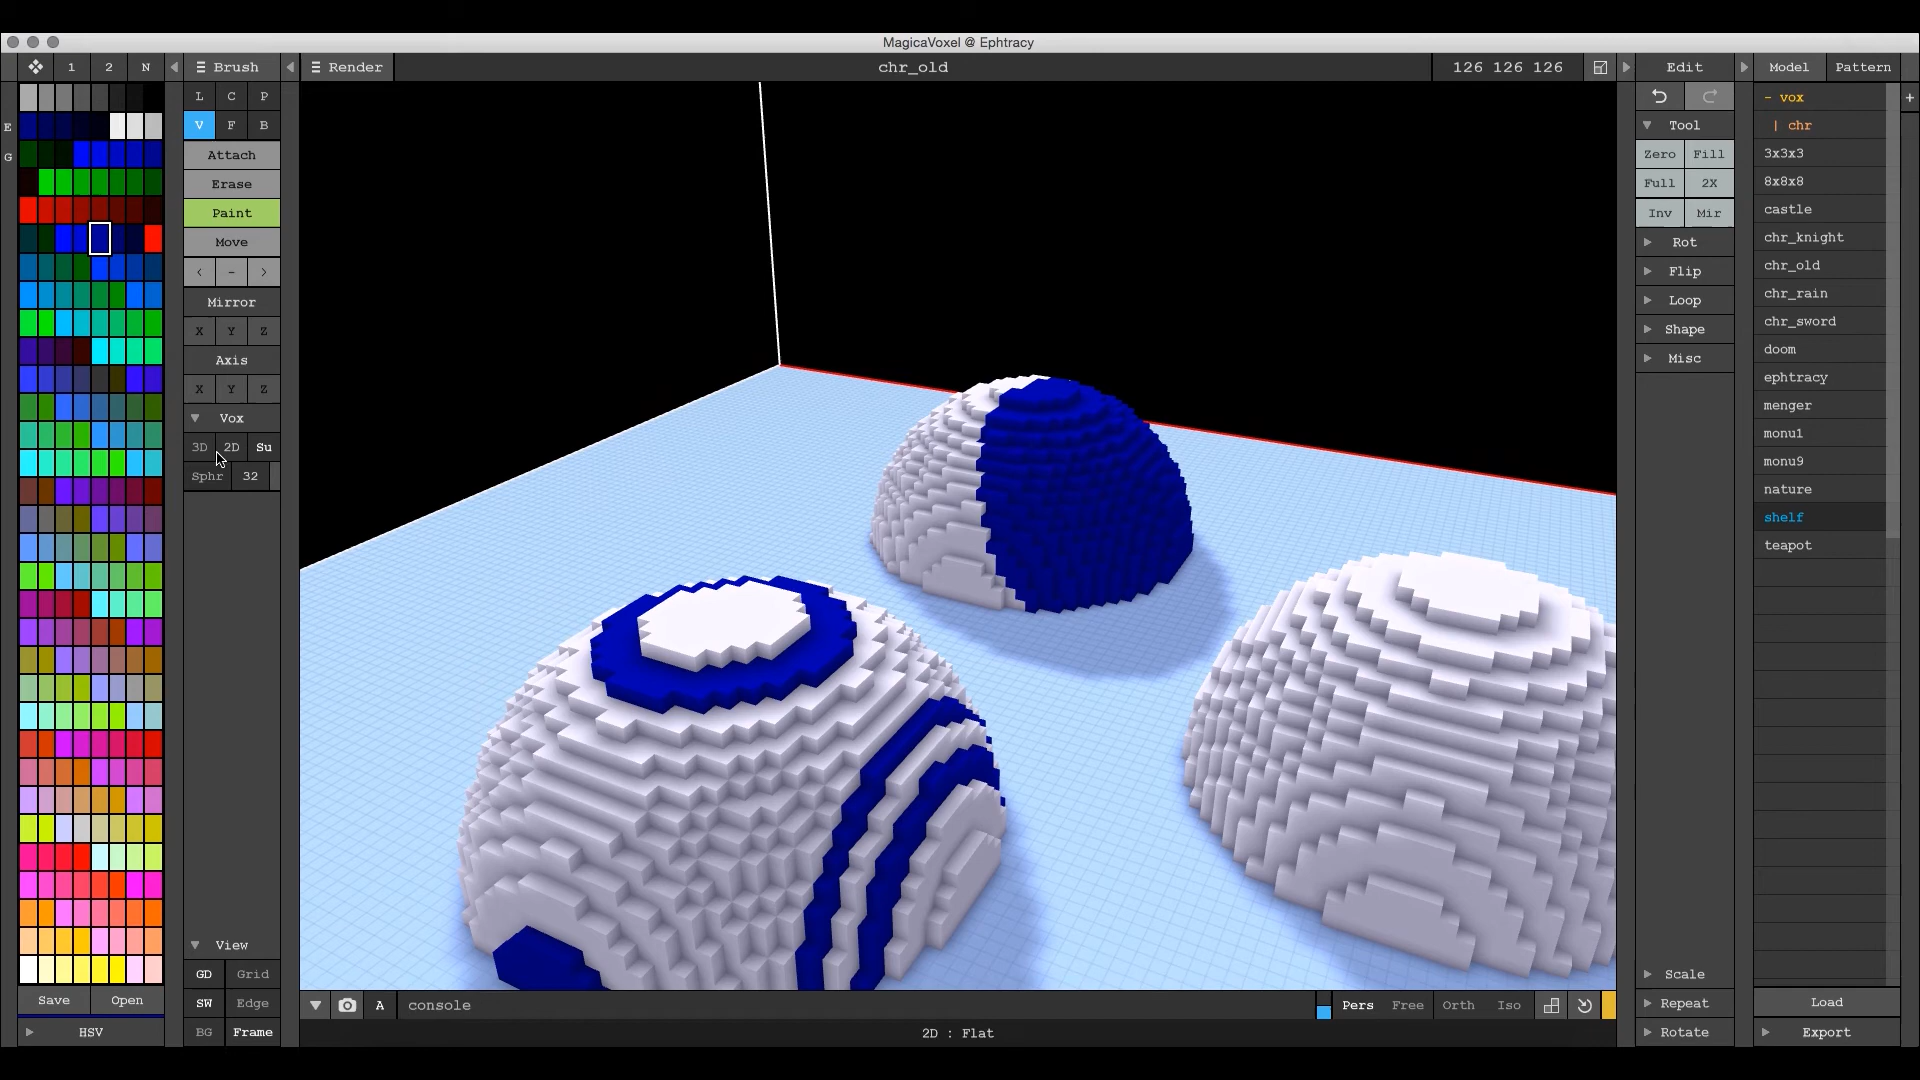 MagicaVoxel @ Ephtracy
1 2 N
Brush
Render
chr_old
126 126 126
Edit
Model Pattern
L C P
V F B
E
G
Attach
Erase
Paint
Move
< - >
Mirror
X Y Z
Axis
X Y Z
Vox
3D 2D Su
Sphr 32
View
GD Grid
SW Edge
BG Frame
Save Open
HSV
A console
Pers Free Orth Iso
2D : Flat
Tool
Zero Fill
Full 2X
Inv Mir
Rot
Flip
Loop
Shape
Misc
Scale
Repeat
Rotate
- vox +
| chr
3x3x3
8x8x8
castle
chr_knight
chr_old
chr_rain
chr_sword
doom
ephtracy
menger
monu1
monu9
nature
shelf
teapot
Load
Export